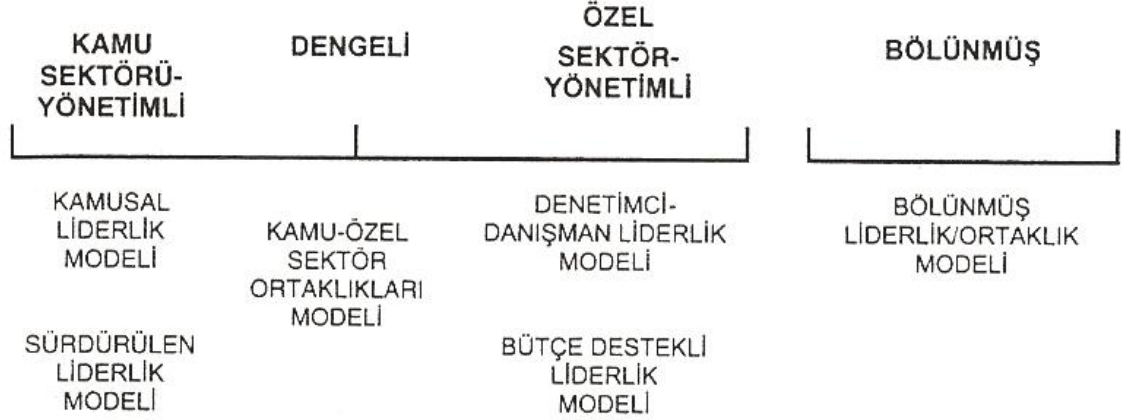 KAMU
SEKTÖRÜ-
YÖNETİMLİ
DENGELİ
ÖZEL
SEKTÖR-
YÖNETİMLİ
BÖLÜNMÜŞ
KAMUSAL
LİDERLİK
MODELİ
KAMU-ÖZEL
SEKTÖR
ORTAKLIKLARI
MODELİ
DENETİMCİ-
DANIŞMAN LİDERLİK
MODELİ
BÖLÜNMÜŞ
LİDERLİK/ORTAKLIK
MODELİ
SÜRDÜRÜLEN
LİDERLİK
MODELİ
BÜTÇE DESTEKLİ
LİDERLİK
MODELİ